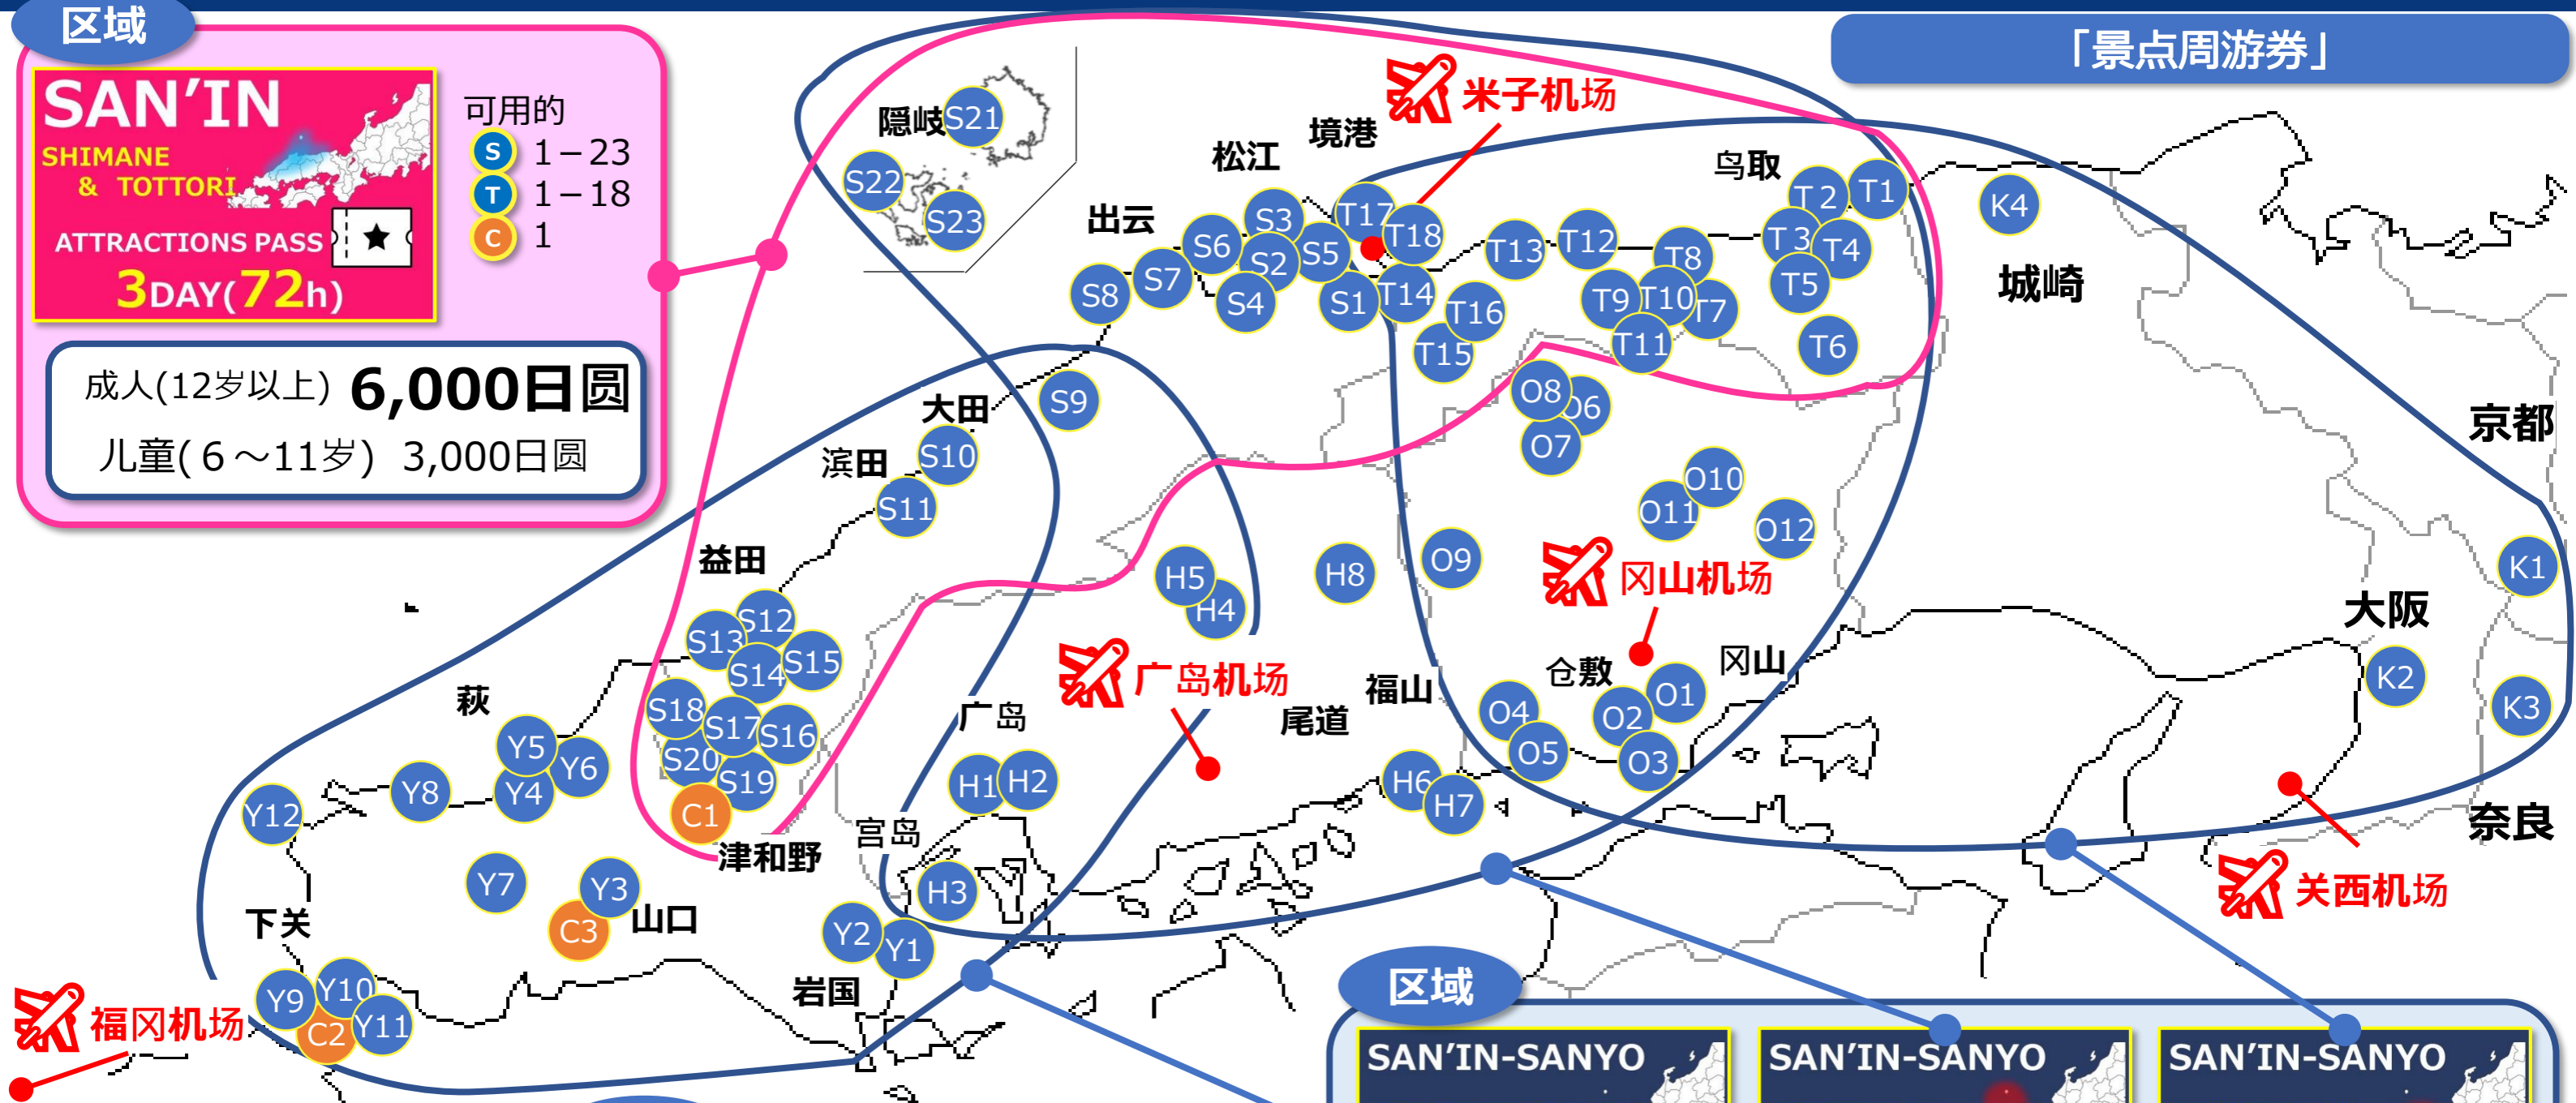 区域
「景点周游券」
SAN'IN
SHIMANE
& TOTTORI
ATTRACTIONS PASS
3DAY(72h)
可用的
S 1－23
T 1－18
C 1
成人(12岁以上) 6,000日圆
儿童(６～11岁) 3,000日圆
隠岐
S21
S22
S23
米子机场
境港
松江
出云
鸟取
城崎
京都
大阪
奈良
大田
滨田
益田
萩
津和野
山口
下关
岩国
宫岛
广岛
尾道
福山
仓敷
冈山
广岛机场
冈山机场
关西机场
福冈机场
S1
S2
S3
S4
S5
S6
S7
S8
S9
S10
S11
S12
S13
S14
S15
S16
S17
S18
S19
S20
T1
T2
T3
T4
T5
T6
T7
T8
T9
T10
T11
T12
T13
T14
T15
T16
T17
T18
K1
K2
K3
K4
O1
O2
O3
O4
O5
O6
O7
O8
O9
O10
O11
O12
H1
H2
H3
H4
H5
H6
H7
H8
Y1
Y2
Y3
Y4
Y5
Y6
Y7
Y8
Y9
Y10
Y11
Y12
C1
C2
C3
区域
SAN'IN-SANYO
SAN'IN-SANYO
SAN'IN-SANYO